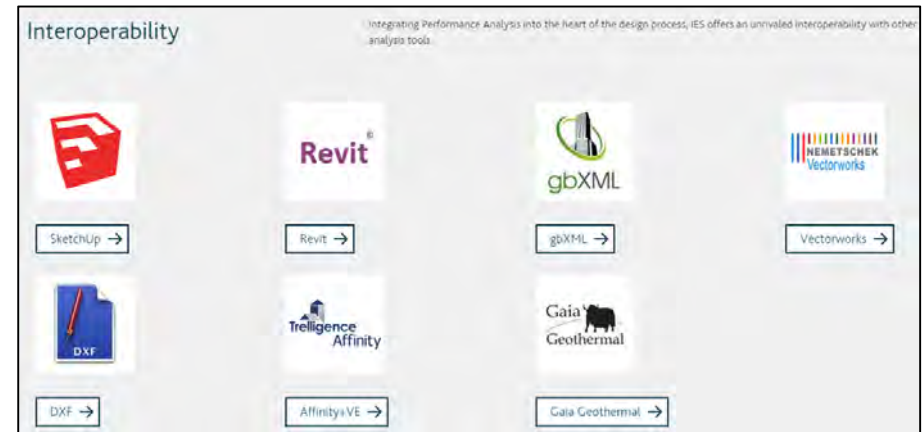 Interoperability
Integrating Performance Analysis into the heart of the design process, IES offers an unrivaled interoperability with other
analysis tools.
Revit®
gbXML
NEMETSCHEK
Vectorworks
SketchUp →
Revit →
gbXML →
Vectorworks →
DXF
Trelligence
Affinity
Gaia
Geothermal
DXF →
Affinity+VE →
Gaia Geothermal →